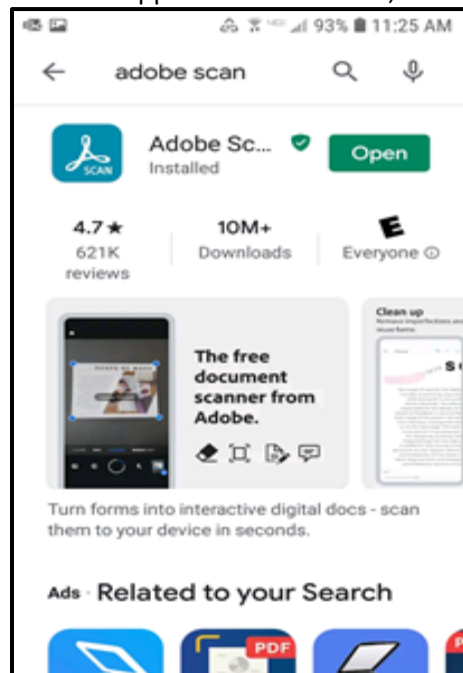 93% 11:25 AM
adobe scan
SCAN
Adobe Sc...
Installed
Open
4.7★
621K
reviews
10M+
Downloads
E
Everyone
The free
document
scanner from
Adobe.
Clean up
Turn forms into interactive digital docs - scan
them to your device in seconds.
Ads · Related to your Search
PDF